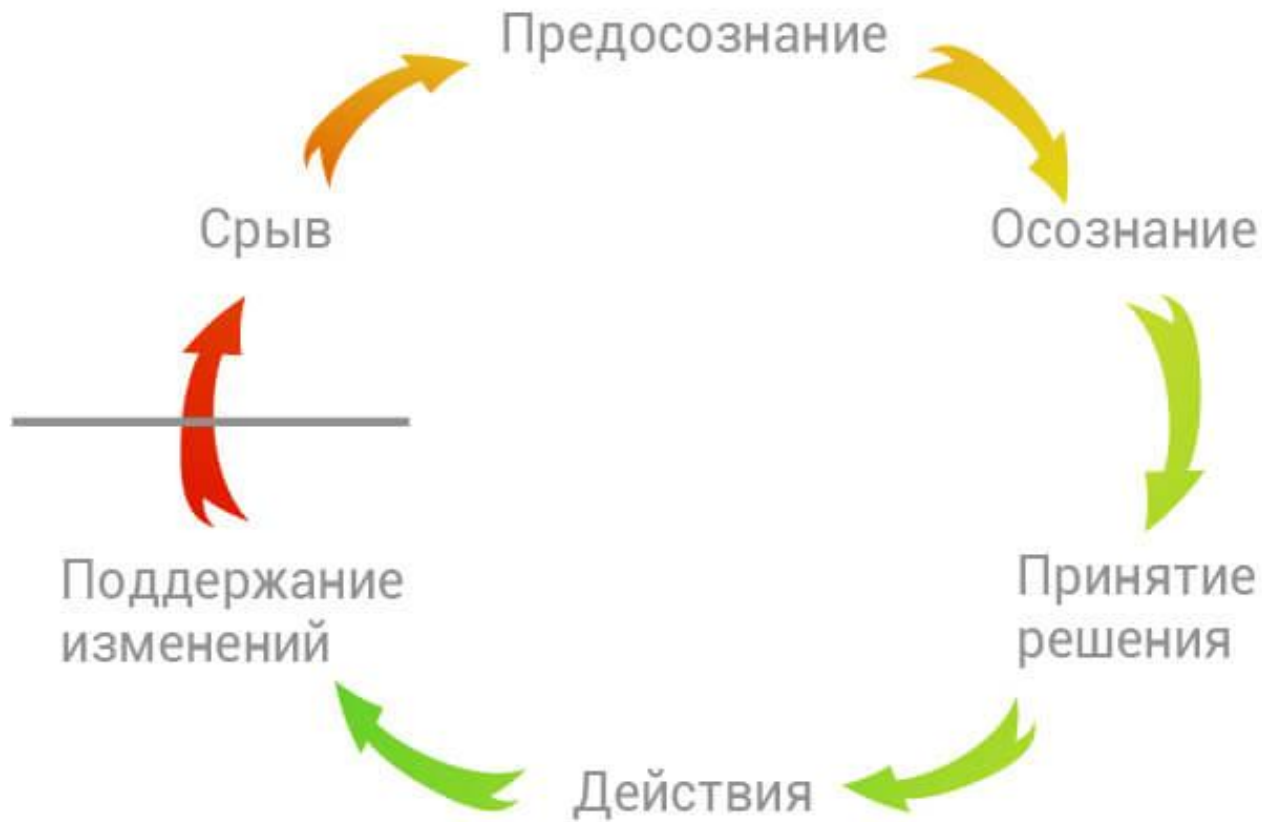 Предосознание
Осознание
Принятие
решения
Действия
Поддержание
изменений
Срыв